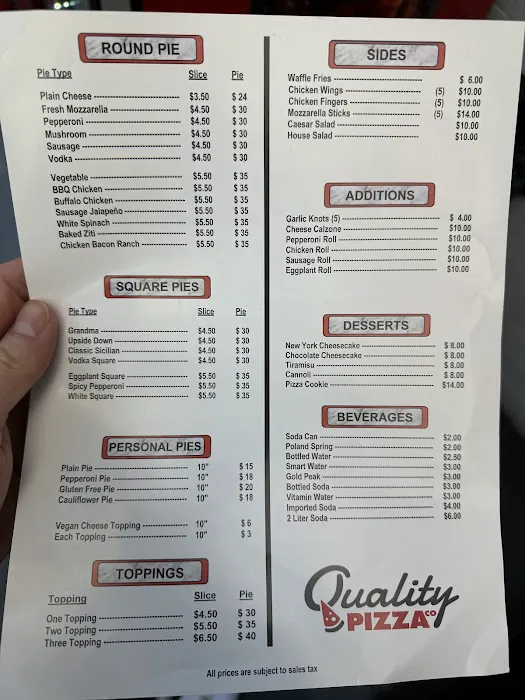 ROUND PIE
Pie Type Slice Pie
Plain Cheese $3.50 $ 24
Fresh Mozzarella $4.50 $ 30
Pepperoni $4.50 $ 30
Mushroom $4.50 $ 30
Sausage $4.50 $ 30
Vodka $4.50 $ 30
Vegetable $5.50 $ 35
BBQ Chicken $5.50 $ 35
Buffalo Chicken $5.50 $ 35
Sausage Jalapeño $5.50 $ 35
White Spinach $5.50 $ 35
Baked Ziti $5.50 $ 35
Chicken Bacon Ranch $5.50 $ 35
SQUARE PIES
Pie Type Slice Pie
Grandma $4.50 $ 30
Upside Down $4.50 $ 30
Classic Sicilian $4.50 $ 30
Vodka Square $4.50 $ 30
Eggplant Square $5.50 $ 35
Spicy Pepperoni $5.50 $ 35
White Square $5.50 $ 35
PERSONAL PIES
Plain Pie 10" $ 15
Pepperoni Pie 10" $ 18
Gluten Free Pie 10" $ 20
Cauliflower Pie 10" $ 18
Vegan Cheese Topping 10" $ 6
Each Topping 10" $ 3
TOPPINGS
Topping Slice Pie
One Topping $4.50 $ 30
Two Topping $5.50 $ 35
Three Topping $6.50 $ 40
SIDES
Waffle Fries $ 6.00
Chicken Wings (5) $10.00
Chicken Fingers (5) $10.00
Mozzarella Sticks (5) $14.00
Caesar Salad $10.00
House Salad $10.00
ADDITIONS
Garlic Knots (5) $ 4.00
Cheese Calzone $10.00
Pepperoni Roll $10.00
Chicken Roll $10.00
Sausage Roll $10.00
Eggplant Roll $10.00
DESSERTS
New York Cheesecake $ 8.00
Chocolate Cheesecake $ 8.00
Tiramisu $ 8.00
Cannoli $ 8.00
Pizza Cookie $14.00
BEVERAGES
Soda Can $2.00
Poland Spring $2.00
Bottled Water $2.50
Smart Water $3.00
Gold Peak $3.00
Bottled Soda $3.00
Vitamin Water $3.00
Imported Soda $4.00
2 Liter Soda $6.00
Quality
PIZZA CO
All prices are subject to sales tax